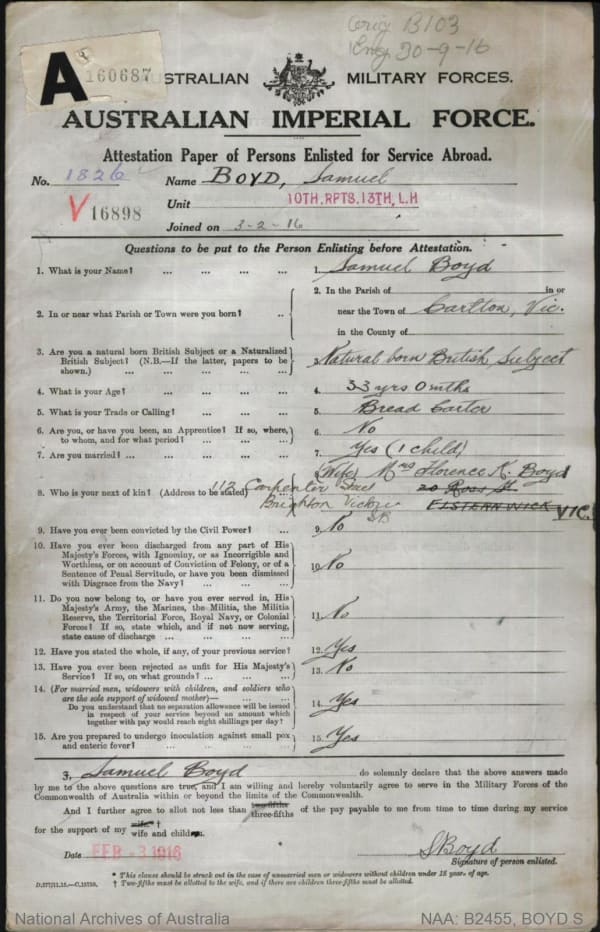 Orig B103
Emb 30-9-16
A 160687 AUSTRALIAN MILITARY FORCES.
AUSTRALIAN IMPERIAL FORCE.
Attestation Paper of Persons Enlisted for Service Abroad.
No. 1826 Name BOYD, Samuel
V 16898 Unit 10TH. RPTS. 13TH, L.H
Joined on 3-2-16
Questions to be put to the Person Enlisting before Attestation.
1. What is your Name? ... ... ... ... 1. Samuel Boyd
2. In or near what Parish or Town were you born? ... 2. In the Parish of in or
near the Town of Carlton, Vic.
in the County of
3. Are you a natural born British Subject or a Naturalized
British Subject? (N.B.—If the latter, papers to be
shown.) ... ... ... ... ... 3. Natural born British Subject
4. What is your Age? ... ... ... ... 4. 33 yrs 0 mths
5. What is your Trade or Calling? ... ... ... 5. Bread Carter
6. Are you, or have you been, an Apprentice? If so, where,
to whom, and for what period? ... ... ... 6. No
7. Are you married? ... ... ... ... 7. Yes (1 child)
8. Who is your next of kin? (Address to be stated) (Wife) Mrs Florence K. Boyd
112 Carpenter St 20 Ross St
Brighton Victoria ELSTERNWICK VIC.
9. Have you ever been convicted by the Civil Power? ... 9. No
10. Have you ever been discharged from any part of His
Majesty's Forces, with Ignominy, or as Incorrigible and
Worthless, or on account of Conviction of Felony, or of a
Sentence of Penal Servitude, or have you been dismissed
with Disgrace from the Navy? ... ... ... 10. No
11. Do you now belong to, or have you ever served in, His
Majesty's Army, the Marines, the Militia, the Militia
Reserve, the Territorial Force, Royal Navy, or Colonial
Forces? If so, state which, and if not now serving,
state cause of discharge ... ... ... 11. No
12. Have you stated the whole, if any, of your previous service? 12. Yes
13. Have you ever been rejected as unfit for His Majesty's
Service? If so, on what grounds? ... ... 13. No
14. (For married men, widowers with children, and soldiers who
are the sole support of widowed mother)—
Do you understand that no separation allowance will be issued
in respect of your service beyond an amount which
together with pay would reach eight shillings per day? 14. Yes
15. Are you prepared to undergo inoculation against small pox
and enteric fever? ... ... ... ... 15. Yes
I, Samuel Boyd do solemnly declare that the above answers made
by me to the above questions are true, and I am willing and hereby voluntarily agree to serve in the Military Forces of the
Commonwealth of Australia within or beyond the limits of the Commonwealth.
And I further agree to allot not less than two-fifths three-fifths of the pay payable to me from time to time during my service
for the support of my wife † wife and children.
Date FEB -3 1916 S Boyd
Signature of person enlisted.
* This clause should be struck out in the case of unmarried men or widowers without children under 18 years of age.
D.277/11.15.—C.15720. † Two-fifths must be allotted to the wife, and if there are children three-fifths must be allotted.
National Archives of Australia NAA: B2455, BOYD S